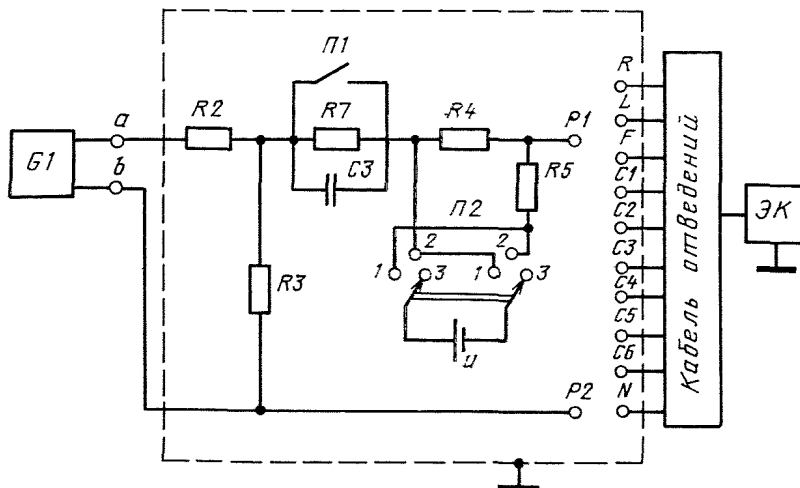 П1
R
a
R2
R7
R4
P1
L
G1
b
C3
R5
F
C1
П2
C2
ЭК
2
2
1
3
1
3
C3
R3
C4
C5
U
C6
P2
N
Кабель отведений